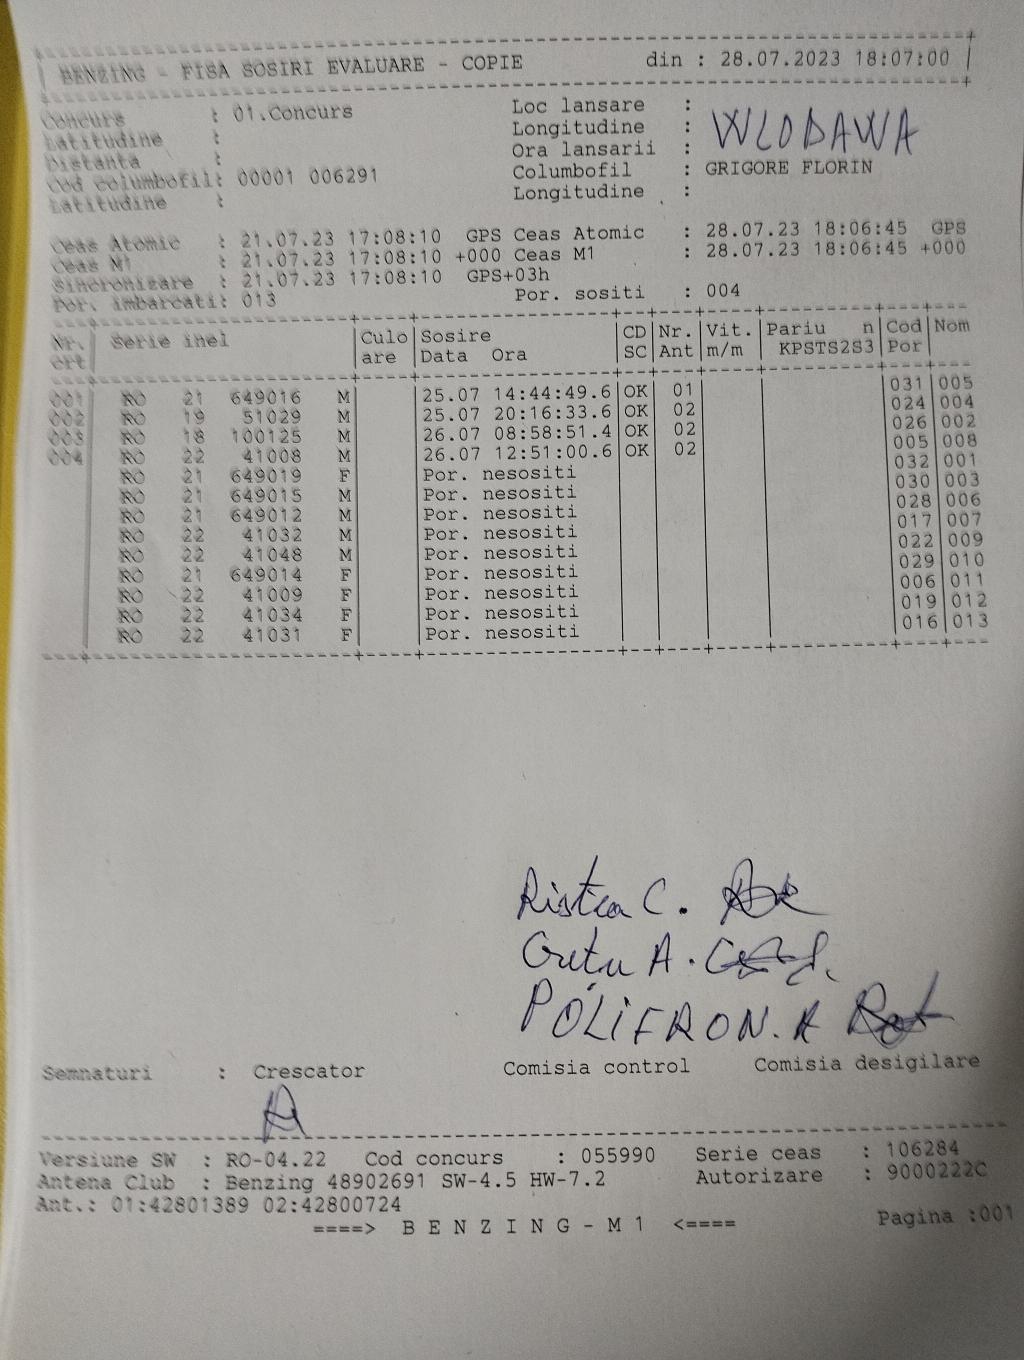 BENZING - FISA SOSIRI EVALUARE - COPIE din : 28.07.2023 18:07:00
Concurs : 01.Concurs Loc lansare :
Latitudine : Longitudine : WLODAWA
Distanta : Ora lansarii :
Cod columbofil: 00001 006291 Columbofil : GRIGORE FLORIN
Latitudine : Longitudine :
Ceas Atomic : 21.07.23 17:08:10 GPS Ceas Atomic : 28.07.23 18:06:45 GPS
Ceas M1 : 21.07.23 17:08:10 +000 Ceas M1 : 28.07.23 18:06:45 +000
Sincronizare : 21.07.23 17:08:10 GPS+03h
Por. imbarcati: 013 Por. sositi : 004
Nr. Serie inel Culo Sosire CD Nr. Vit. Pariu n Cod Nom
crt are Data Ora SC Ant m/m KPSTS2S3 Por
001 RO 21 649016 M 25.07 14:44:49.6 OK 01 031 005
002 RO 19 51029 M 25.07 20:16:33.6 OK 02 024 004
003 RO 18 100125 M 26.07 08:58:51.4 OK 02 026 002
004 RO 22 41008 M 26.07 12:51:00.6 OK 02 005 008
RO 21 649019 F Por. nesositi 032 001
RO 21 649015 M Por. nesositi 030 003
RO 21 649012 M Por. nesositi 028 006
RO 22 41032 M Por. nesositi 017 007
RO 22 41048 M Por. nesositi 022 009
RO 21 649014 F Por. nesositi 029 010
RO 22 41009 F Por. nesositi 006 011
RO 22 41034 F Por. nesositi 019 012
RO 22 41031 F Por. nesositi 016 013
Ristea C.
Cretu A.
POLIFRON. A
Semnaturi : Crescator Comisia control Comisia desigilare
Versiune SW : RO-04.22 Cod concurs : 055990 Serie ceas : 106284
Antena Club : Benzing 48902691 SW-4.5 HW-7.2 Autorizare : 9000222C
Ant.: 01:42801389 02:42800724
====> B E N Z I N G - M 1 <==== Pagina :001